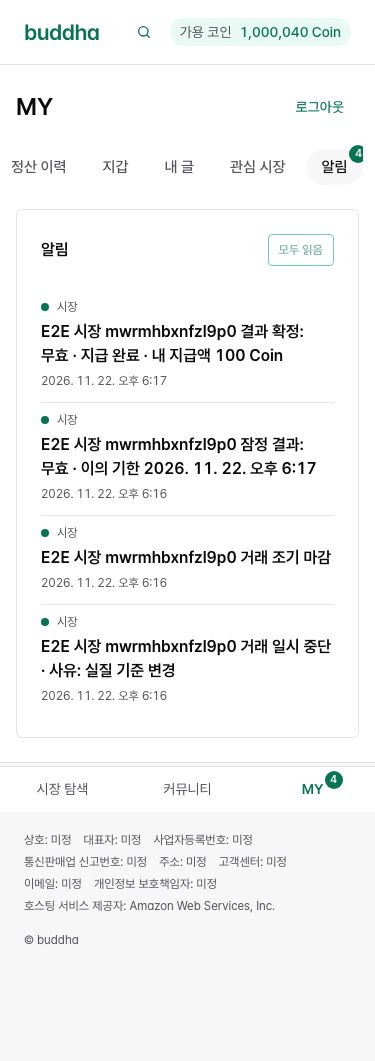 buddha
가용 코인 1,000,040 Coin
MY
로그아웃
정산 이력 지갑 내 글 관심 시장 알림 4
알림
모두 읽음
시장
E2E 시장 mwrmhbxnfzl9p0 결과 확정:
무효 · 지급 완료 · 내 지급액 100 Coin
2026. 11. 22. 오후 6:17
시장
E2E 시장 mwrmhbxnfzl9p0 잠정 결과:
무효 · 이의 기한 2026. 11. 22. 오후 6:17
2026. 11. 22. 오후 6:16
시장
E2E 시장 mwrmhbxnfzl9p0 거래 조기 마감
2026. 11. 22. 오후 6:16
시장
E2E 시장 mwrmhbxnfzl9p0 거래 일시 중단
· 사유: 실질 기준 변경
2026. 11. 22. 오후 6:16
시장 탐색 커뮤니티 MY 4
상호: 미정 대표자: 미정 사업자등록번호: 미정
통신판매업 신고번호: 미정 주소: 미정 고객센터: 미정
이메일: 미정 개인정보 보호책임자: 미정
호스팅 서비스 제공자: Amazon Web Services, Inc.
© buddha